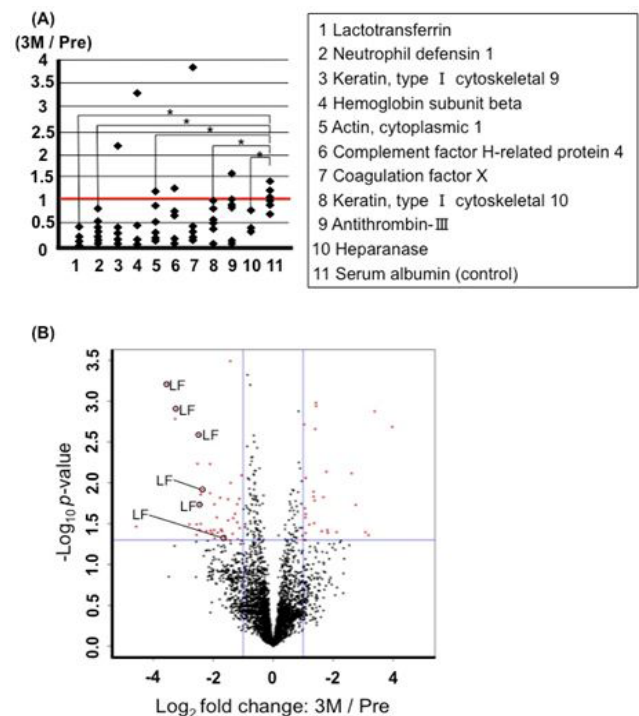 (A)
(3M / Pre)
4
3.5
3
2.5
2
1.5
1
0.5
0
* * * * *
1 2 3 4 5 6 7 8 9 10 11
1 Lactotransferrin
2 Neutrophil defensin 1
3 Keratin, type Ⅰ cytoskeletal 9
4 Hemoglobin subunit beta
5 Actin, cytoplasmic 1
6 Complement factor H-related protein 4
7 Coagulation factor X
8 Keratin, type Ⅰ cytoskeletal 10
9 Antithrombin-Ⅲ
10 Heparanase
11 Serum albumin (control)
(B)
-Log10 p-value
3.5
3.0
2.5
2.0
1.5
1.0
0.5
0.0
LF
LF
LF
LF
LF
LF
-4 -2 0 -2 4
Log2 fold change: 3M / Pre